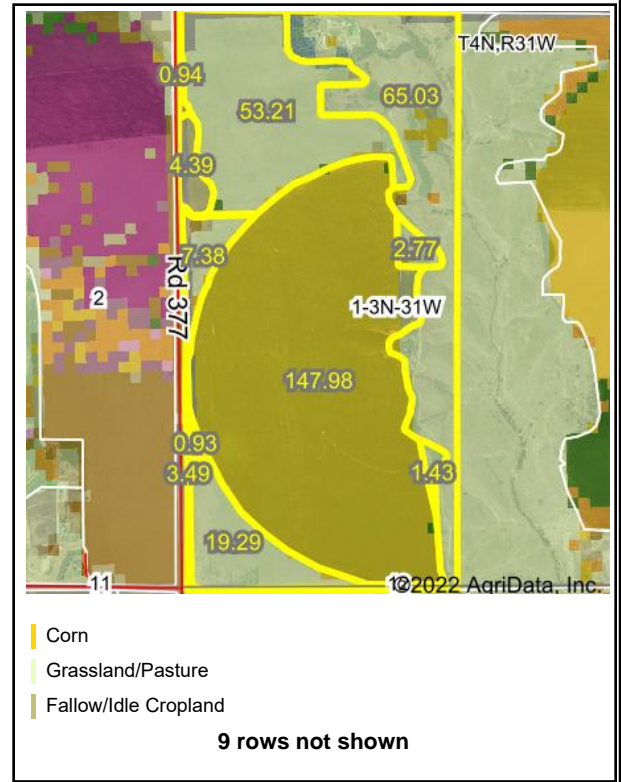 T4N,R31W
0.94
65.03
53.21
4.39
7.38
2.77
2
Rd 377
1-3N-31W
147.98
0.93
3.49
1.43
19.29
11
©2022 AgriData, Inc.
Corn
Grassland/Pasture
Fallow/Idle Cropland
9 rows not shown